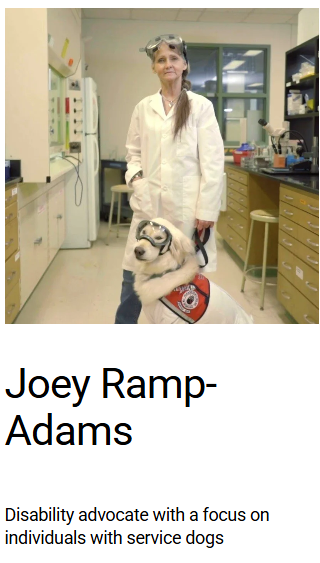 Joey Ramp-
Adams
Disability advocate with a focus on
individuals with service dogs